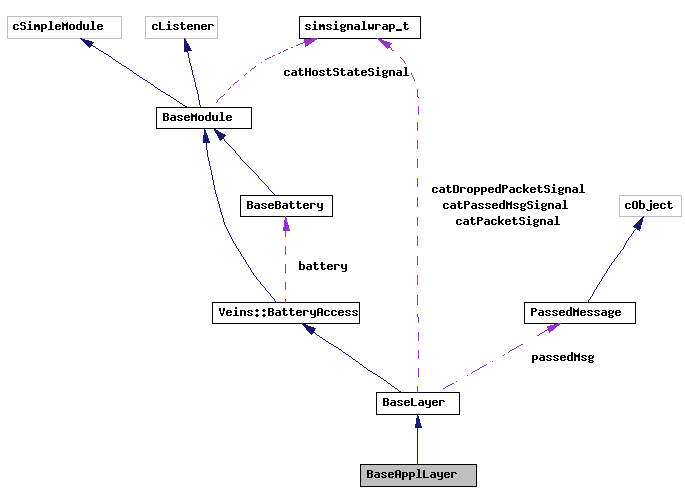 cSimpleModule
cListener
simsignalwrap_t
catHostStateSignal
BaseModule
catDroppedPacketSignal
catPassedMsgSignal
catPacketSignal
BaseBattery
cObject
battery
Veins::BatteryAccess
PassedMessage
passedMsg
BaseLayer
BaseApplLayer